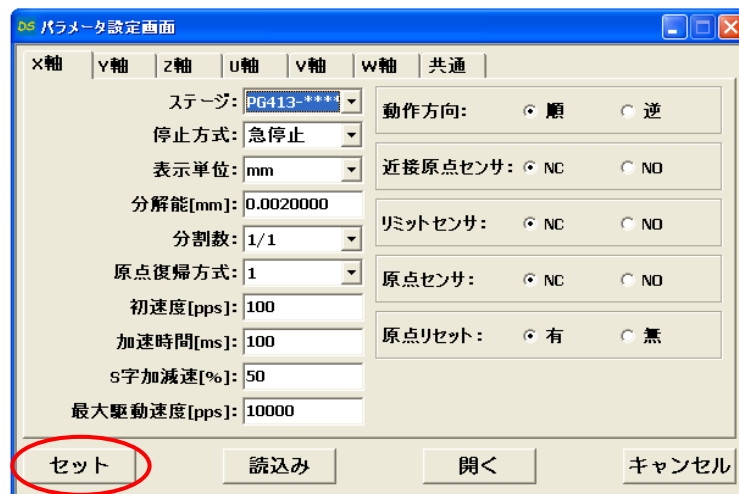 DS パラメータ設定画面
X軸 Y軸 Z軸 U軸 V軸 W軸 共通
ステージ: PG413-****
停止方式: 急停止
表示単位: mm
分解能[mm]: 0.0020000
分割数: 1/1
原点復帰方式: 1
初速度[pps]: 100
加速時間[ms]: 100
S字加減速[%]: 50
最大駆動速度[pps]: 10000
動作方向: 順 逆
近接原点センサ: NC NO
リミットセンサ: NC NO
原点センサ: NC NO
原点リセット: 有 無
セット 読込み 開く キャンセル